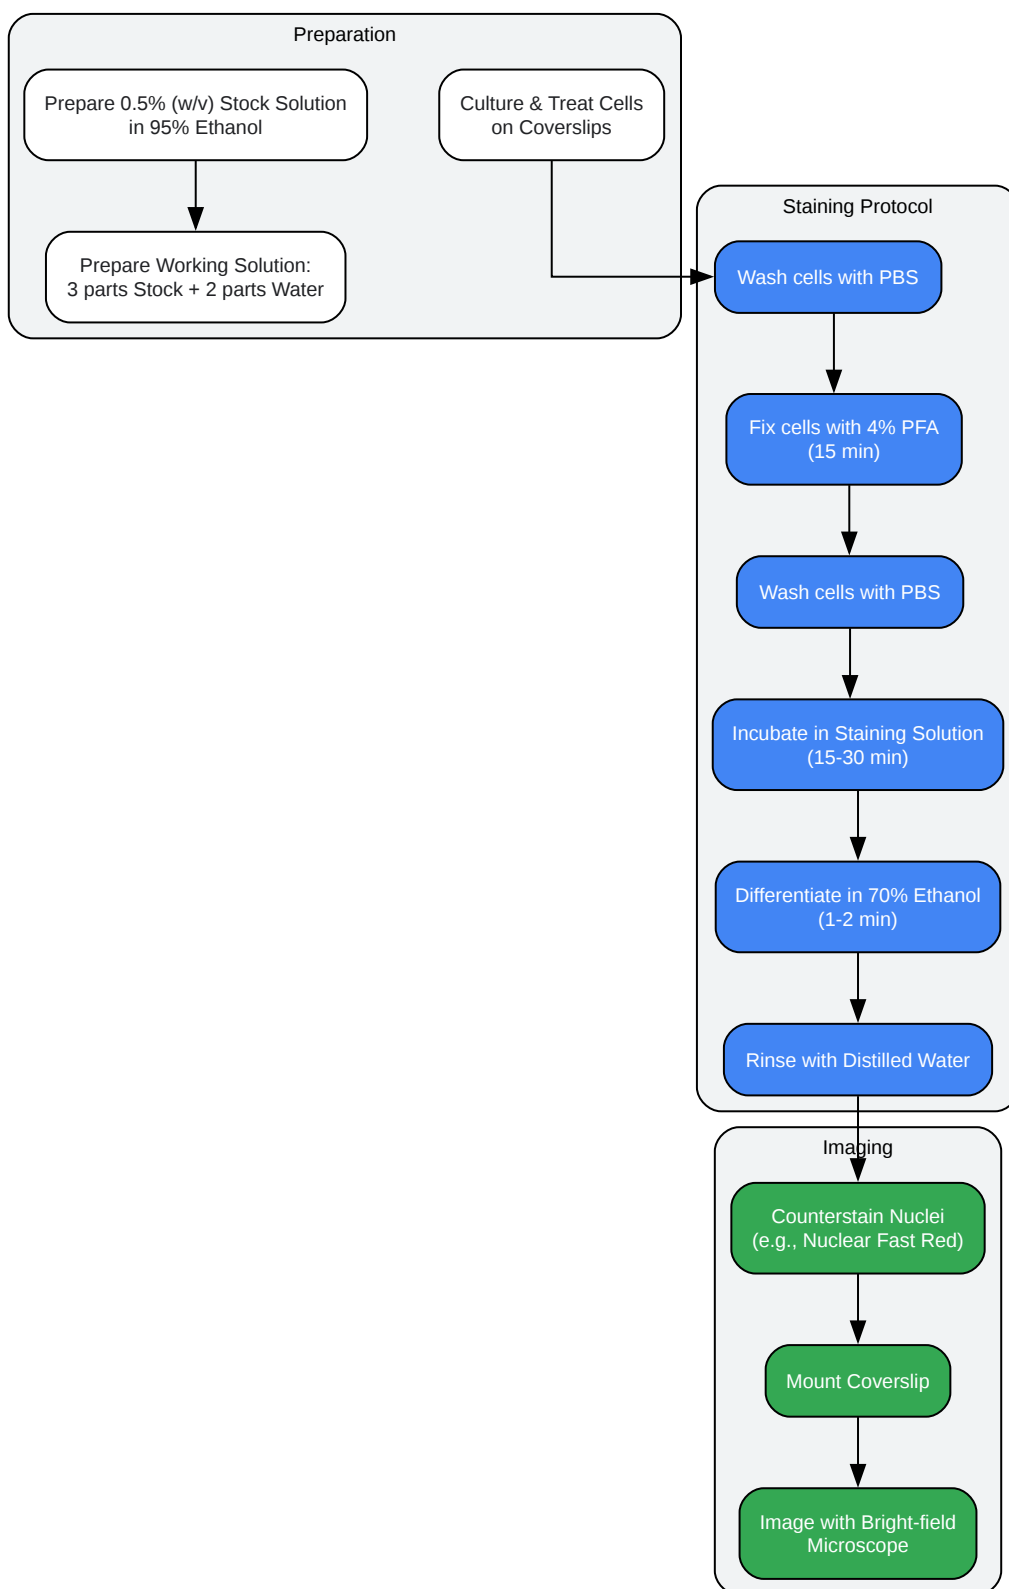 Preparation
Prepare 0.5% (w/v) Stock Solution
in 95% Ethanol
Culture & Treat Cells
on Coverslips
Prepare Working Solution:
3 parts Stock + 2 parts Water
Staining Protocol
Wash cells with PBS
Fix cells with 4% PFA
(15 min)
Wash cells with PBS
Incubate in Staining Solution
(15-30 min)
Differentiate in 70% Ethanol
(1-2 min)
Rinse with Distilled Water
Imaging
Counterstain Nuclei
(e.g., Nuclear Fast Red)
Mount Coverslip
Image with Bright-field
Microscope